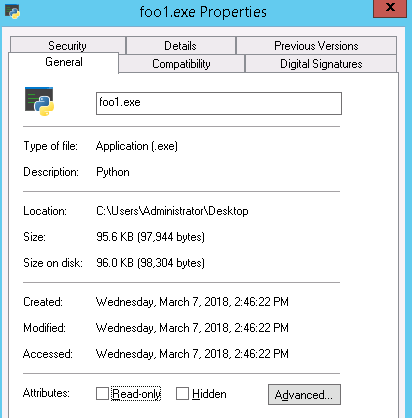 foo1.exe Properties
Security Details Previous Versions
General Compatibility Digital Signatures
foo1.exe
Type of file: Application (.exe)
Description: Python
Location: C:\Users\Administrator\Desktop
Size: 95.6 KB (97,944 bytes)
Size on disk: 96.0 KB (98,304 bytes)
Created: Wednesday, March 7, 2018, 2:46:22 PM
Modified: Wednesday, March 7, 2018, 2:46:22 PM
Accessed: Wednesday, March 7, 2018, 2:46:22 PM
Attributes: Read-only Hidden Advanced...